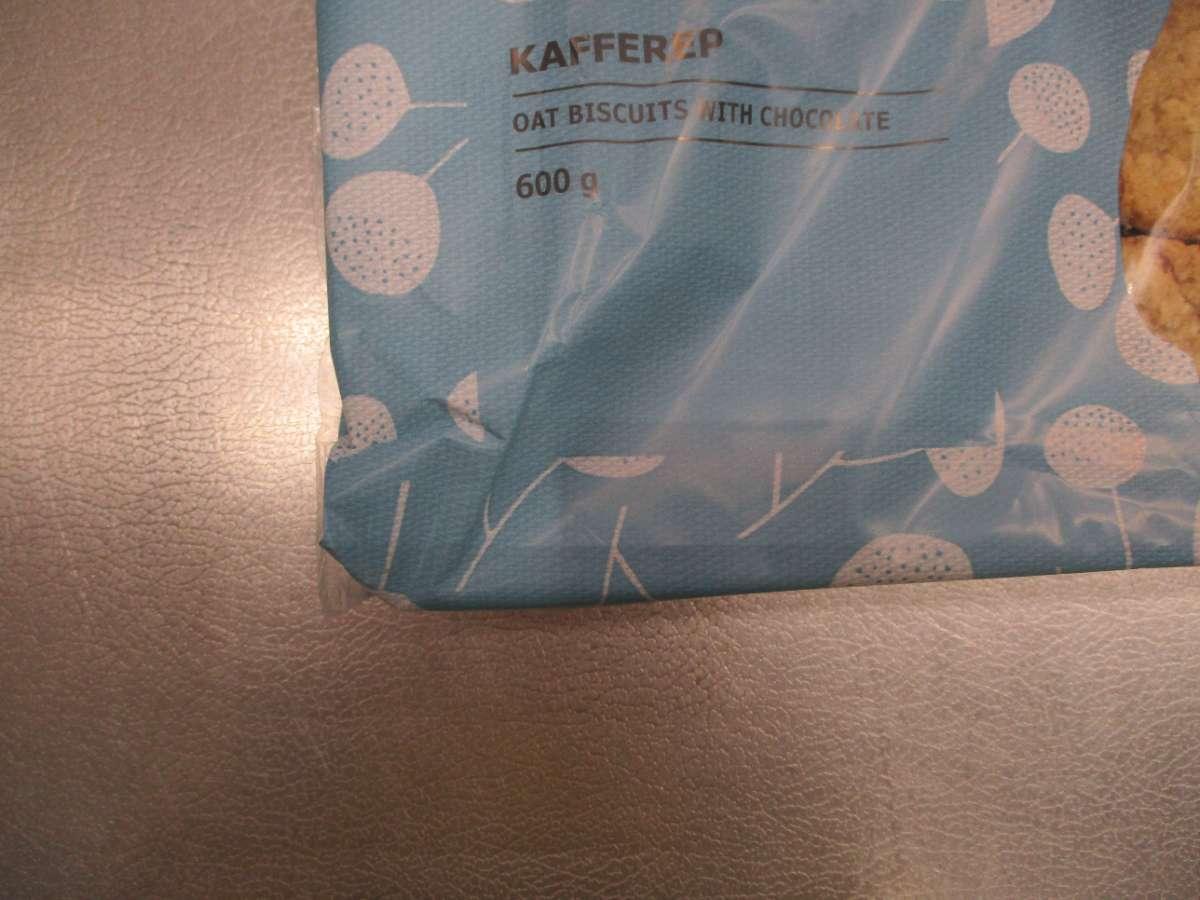 KAFFEREP
OAT BISCUITS WITH CHOCOLATE
600 g